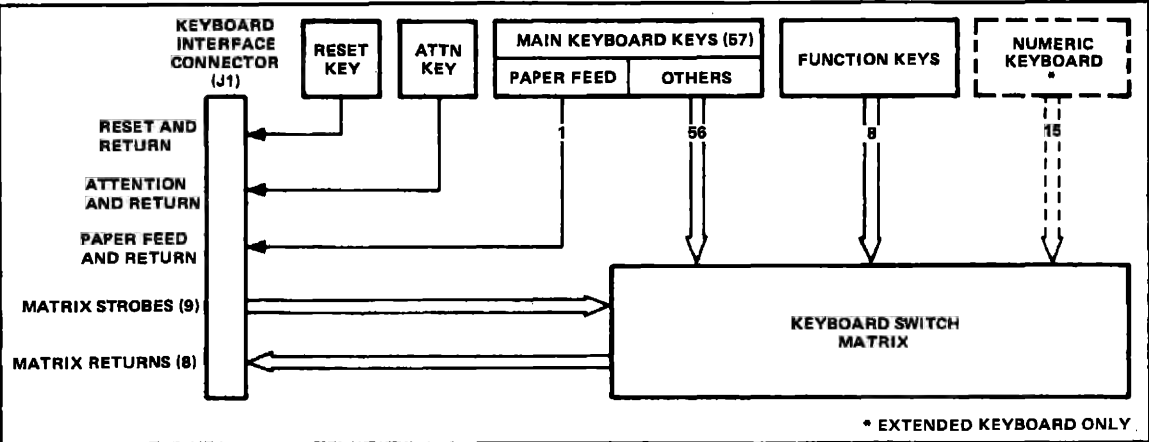 KEYBOARD
INTERFACE
CONNECTOR
(J1)
RESET
KEY
ATTN
KEY
MAIN KEYBOARD KEYS (57)
PAPER FEED
OTHERS
FUNCTION KEYS
NUMERIC
KEYBOARD
*
RESET AND
RETURN
1
56
8
15
ATTENTION
AND RETURN
PAPER FEED
AND RETURN
MATRIX STROBES (9)
KEYBOARD SWITCH
MATRIX
MATRIX RETURNS (8)
* EXTENDED KEYBOARD ONLY